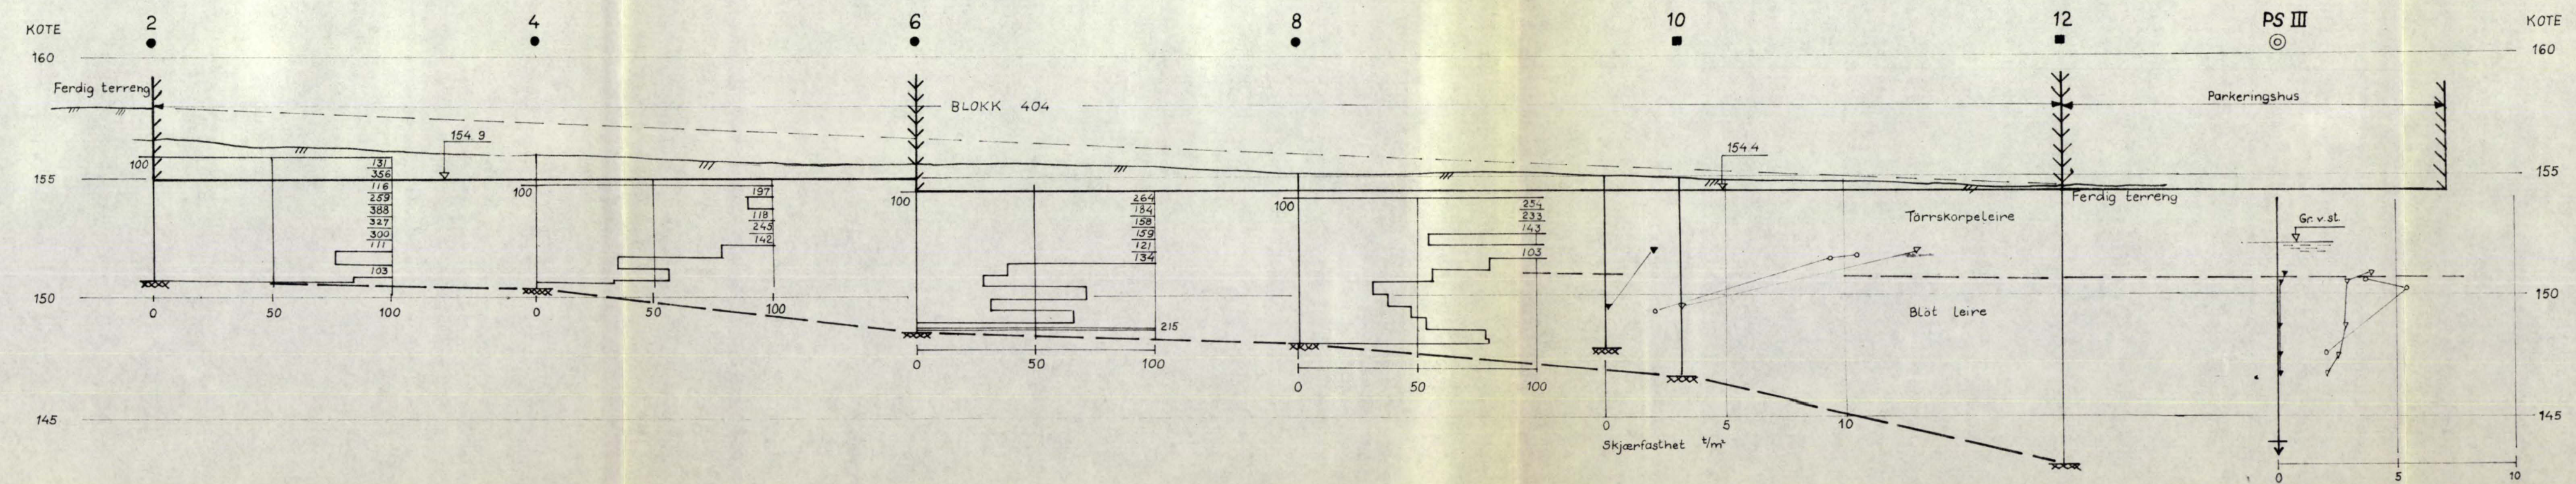 2 4 6 8 10 12 PS III
KOTE KOTE
160 160
Ferdig terreng
BLOKK 404
Parkeringshus
154.9
154.4
155 155
100
131
356
116
259
388
327
300
111
103
100
197
118
245
142
100
264
184
158
159
121
134
215
100
254
233
143
103
Ferdig terreng
Tørrskorpeleire
Gr. v. st.
Blöt leire
150 150
0 50 100
0 50 100
0 50 100
0 50 100
145 145
0 5 10
Skjærfasthet t/m²
0 5 10